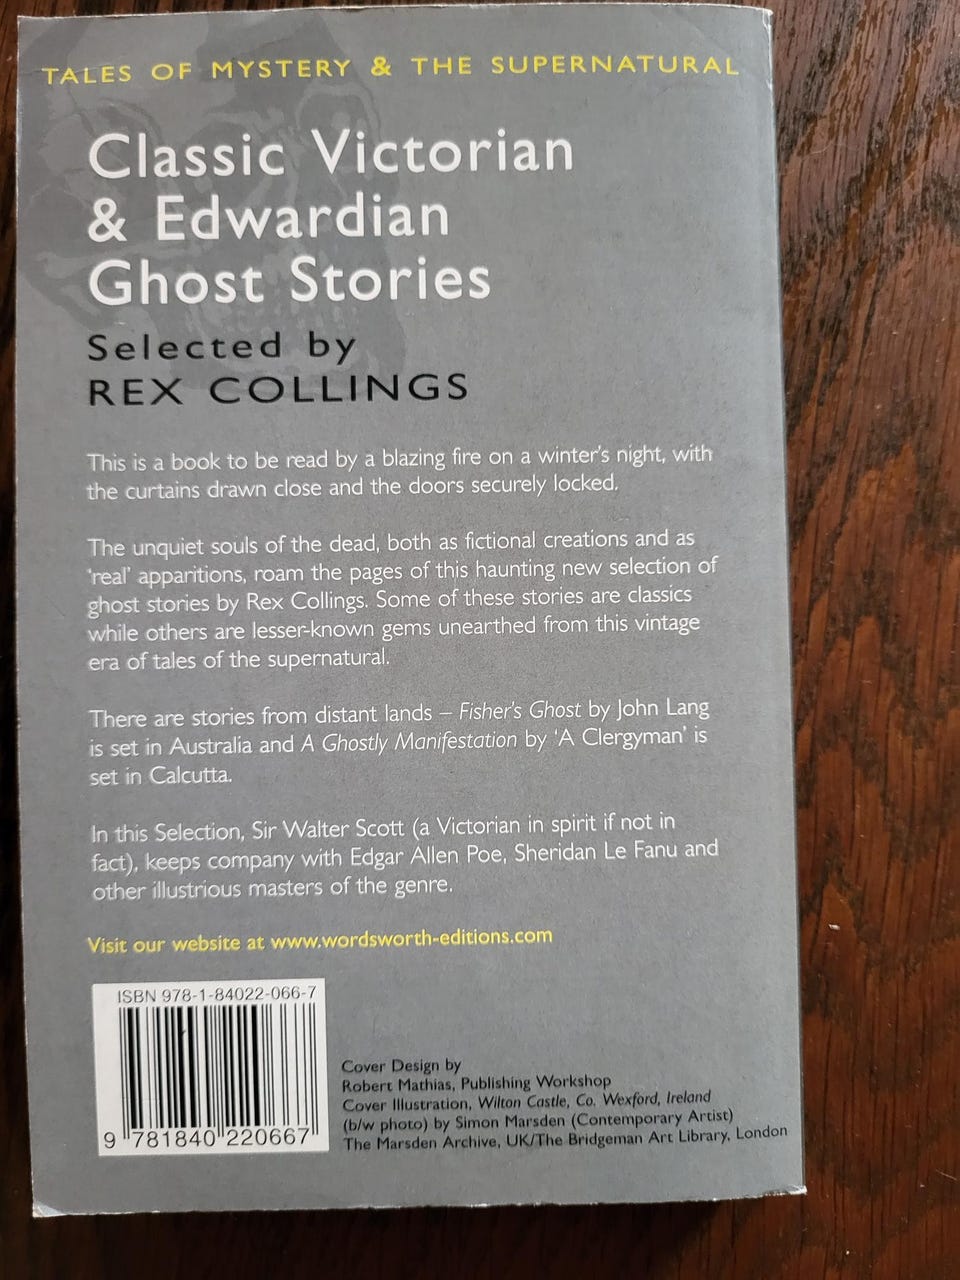 TALES OF MYSTERY & THE SUPERNATURAL
Classic Victorian
& Edwardian
Ghost Stories
Selected by
REX COLLINGS
This is a book to be read by a blazing fire on a winter's night, with
the curtains drawn close and the doors securely locked.
The unquiet souls of the dead, both as fictional creations and as
'real' apparitions, roam the pages of this haunting new selection of
ghost stories by Rex Collings. Some of these stories are classics
while others are lesser-known gems unearthed from this vintage
era of tales of the supernatural.
There are stories from distant lands – Fisher's Ghost by John Lang
is set in Australia and A Ghostly Manifestation by 'A Clergyman' is
set in Calcutta.
In this Selection, Sir Walter Scott (a Victorian in spirit if not in
fact), keeps company with Edgar Allen Poe, Sheridan Le Fanu and
other illustrious masters of the genre.
Visit our website at www.wordsworth-editions.com
ISBN 978-1-84022-066-7
9 781840 220667
Cover Design by
Robert Mathias, Publishing Workshop
Cover Illustration, Wilton Castle, Co. Wexford, Ireland
(b/w photo) by Simon Marsden (Contemporary Artist)
The Marsden Archive, UK/The Bridgeman Art Library, London